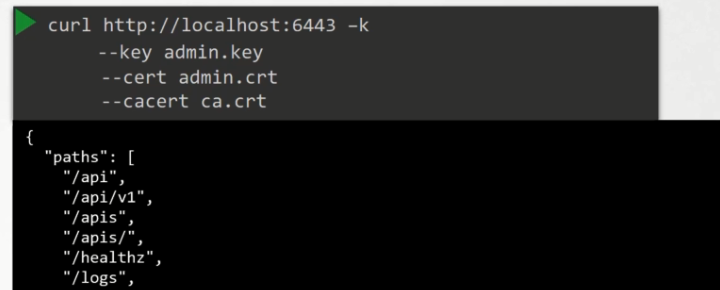 curl http://localhost:6443 –k
--key admin.key
--cert admin.crt
--cacert ca.crt
{
"paths": [
"/api",
"/api/v1",
"/apis",
"/apis/",
"/healthz",
"/logs",